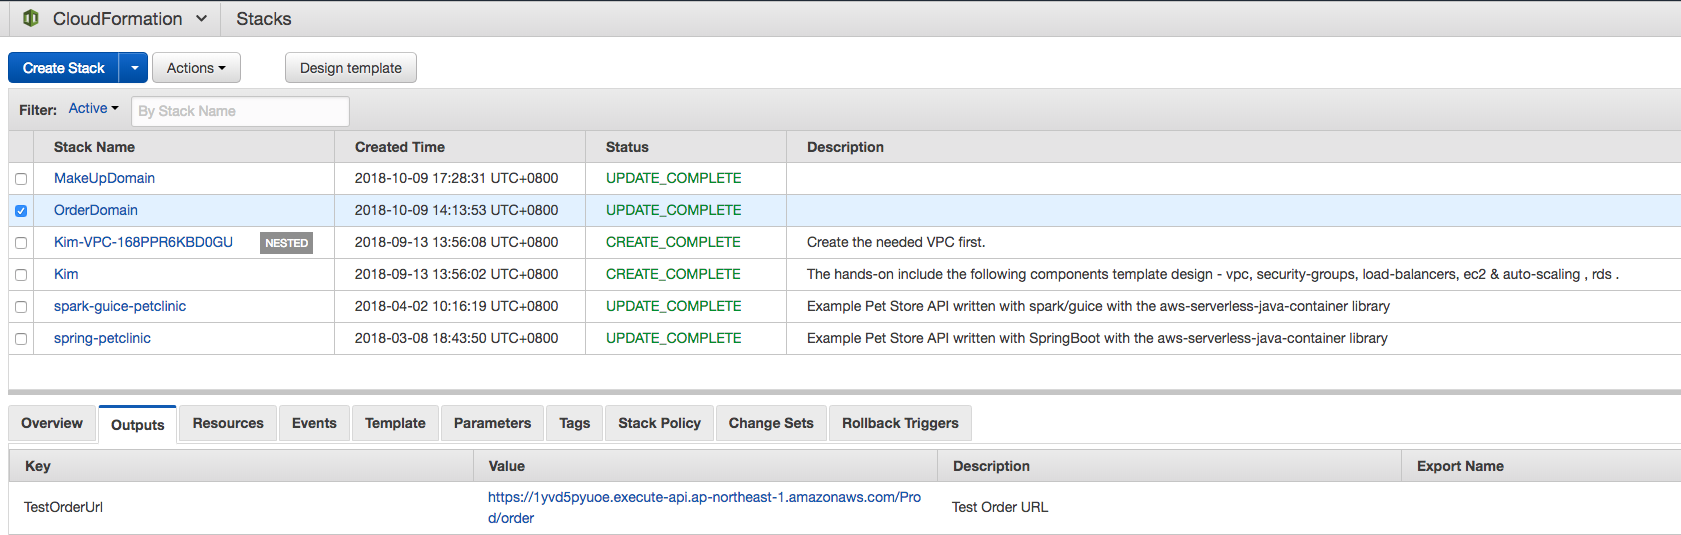 CloudFormation Stacks
Create Stack Actions Design template
Filter: Active By Stack Name
Stack Name Created Time Status Description
MakeUpDomain 2018-10-09 17:28:31 UTC+0800 UPDATE_COMPLETE
OrderDomain 2018-10-09 14:13:53 UTC+0800 UPDATE_COMPLETE
Kim-VPC-168PPR6KBD0GU NESTED 2018-09-13 13:56:08 UTC+0800 CREATE_COMPLETE Create the needed VPC first.
Kim 2018-09-13 13:56:02 UTC+0800 CREATE_COMPLETE The hands-on include the following components template design - vpc, security-groups, load-balancers, ec2 & auto-scaling , rds .
spark-guice-petclinic 2018-04-02 10:16:19 UTC+0800 UPDATE_COMPLETE Example Pet Store API written with spark/guice with the aws-serverless-java-container library
spring-petclinic 2018-03-08 18:43:50 UTC+0800 UPDATE_COMPLETE Example Pet Store API written with SpringBoot with the aws-serverless-java-container library
Overview Outputs Resources Events Template Parameters Tags Stack Policy Change Sets Rollback Triggers
Key Value Description Export Name
TestOrderUrl https://1yvd5pyuoe.execute-api.ap-northeast-1.amazonaws.com/Pro Test Order URL
d/order